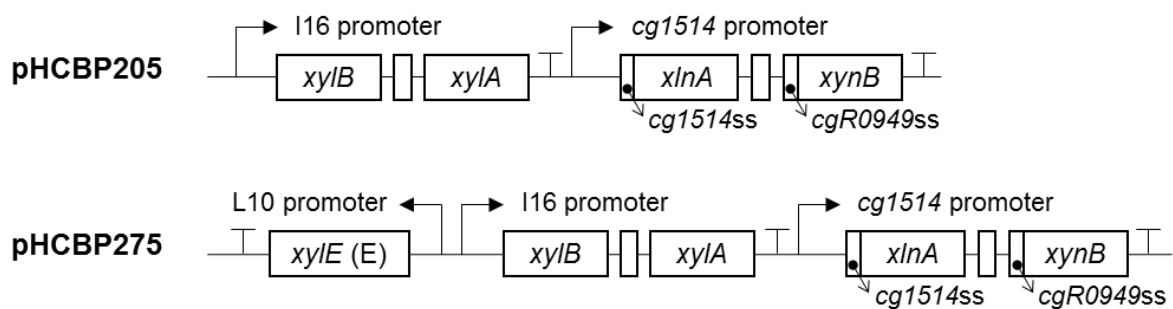 I16 promoter cg1514 promoter
pHCBP205 xylB xylA xlnA xynB
cg1514ss cgR0949ss
L10 promoter I16 promoter cg1514 promoter
pHCBP275 xylE (E) xylB xylA xlnA xynB
cg1514ss cgR0949ss